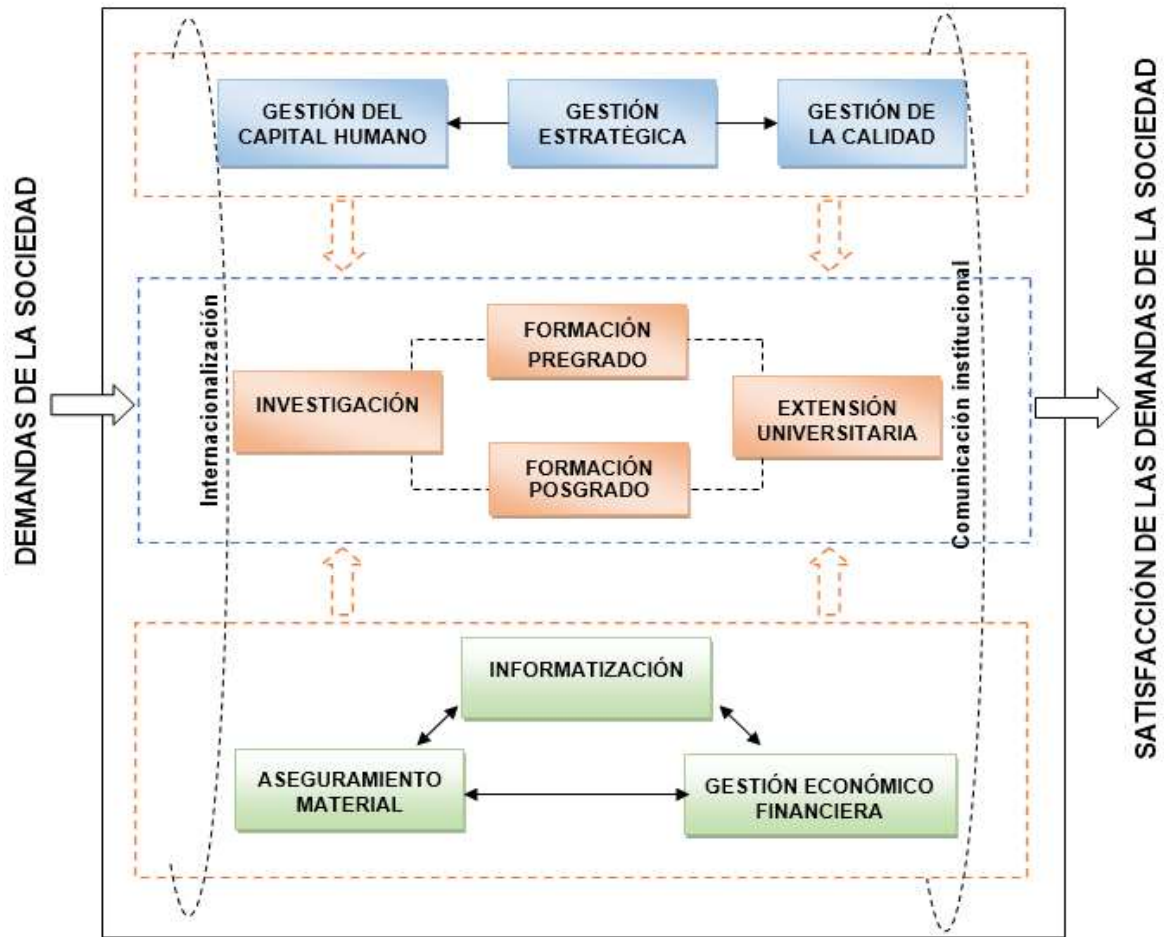 DEMANDAS DE LA SOCIEDAD
GESTIÓN DEL
CAPITAL HUMANO
GESTIÓN
ESTRATÉGICA
GESTIÓN DE
LA CALIDAD
Internacionalización
INVESTIGACIÓN
FORMACIÓN
PREGRADO
FORMACIÓN
POSGRADO
EXTENSIÓN
UNIVERSITARIA
Comunicación institucional
INFORMATIZACIÓN
ASEGURAMIENTO
MATERIAL
GESTIÓN ECONÓMICO
FINANCIERA
SATISFACCIÓN DE LAS DEMANDAS DE LA SOCIEDAD